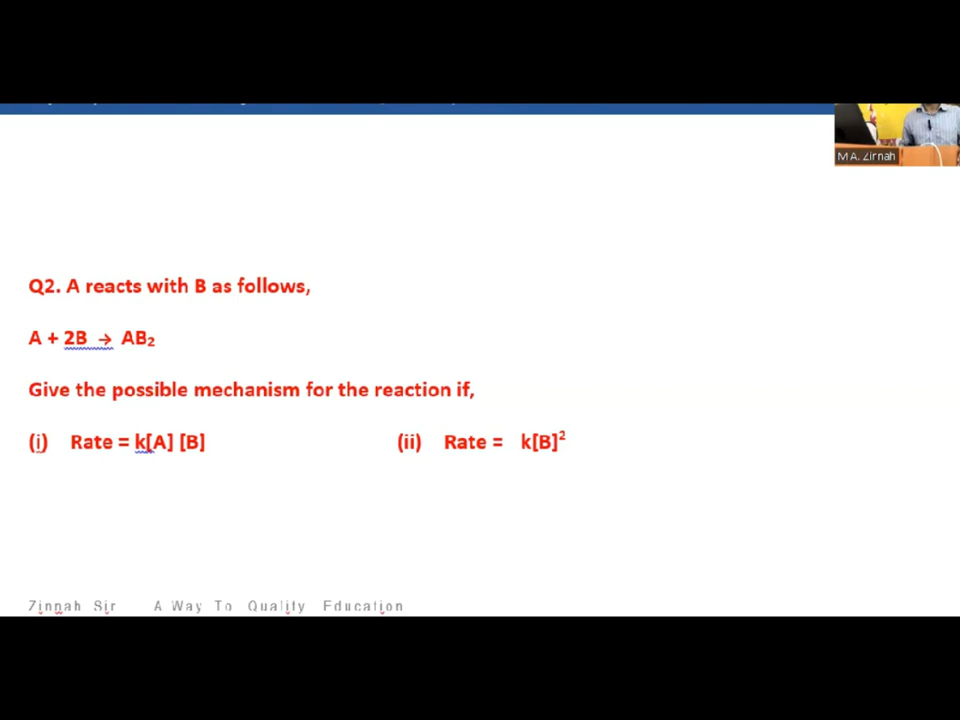 M A. Zinnah
Q2. A reacts with B as follows,
A + 2B → AB₂
Give the possible mechanism for the reaction if,
(i) Rate = k[A] [B] (ii) Rate = k[B]²
Zinnah Sir A Way To Quality Education